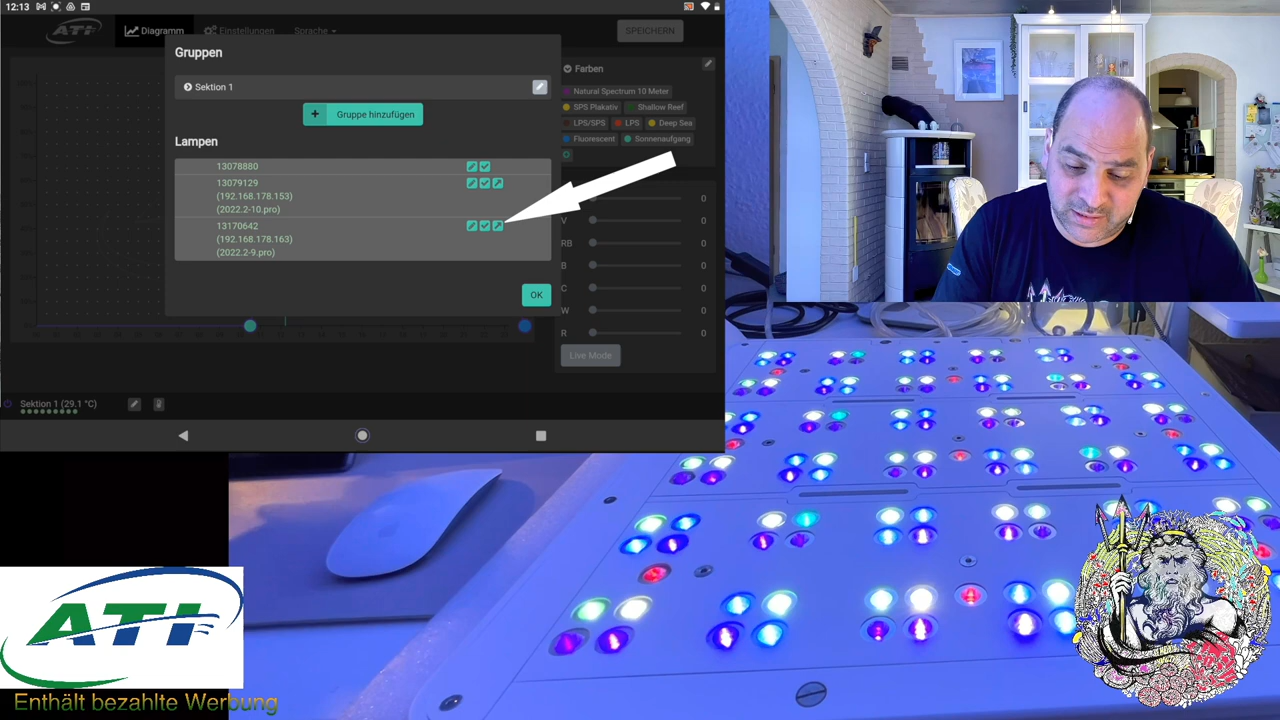 12:13
ATI
Diagramm
Einstellungen
Sprache
SPEICHERN
Gruppen
Sektion 1
Gruppe hinzufügen
Lampen
13078880
13079129
(192.168.178.153)
(2022.2-10.pro)
13170642
(192.168.178.163)
(2022.2-9.pro)
OK
Farben
Natural Spectrum 10 Meter
SPS Plakativ
Shallow Reef
LPS/SPS
LPS
Deep Sea
Fluorescent
Sonnenaufgang
0
V 0
RB 0
B 0
C 0
W 0
R 0
Live Mode
Sektion 1 (29.1 °C)
ATI
Enthält bezahlte Werbung